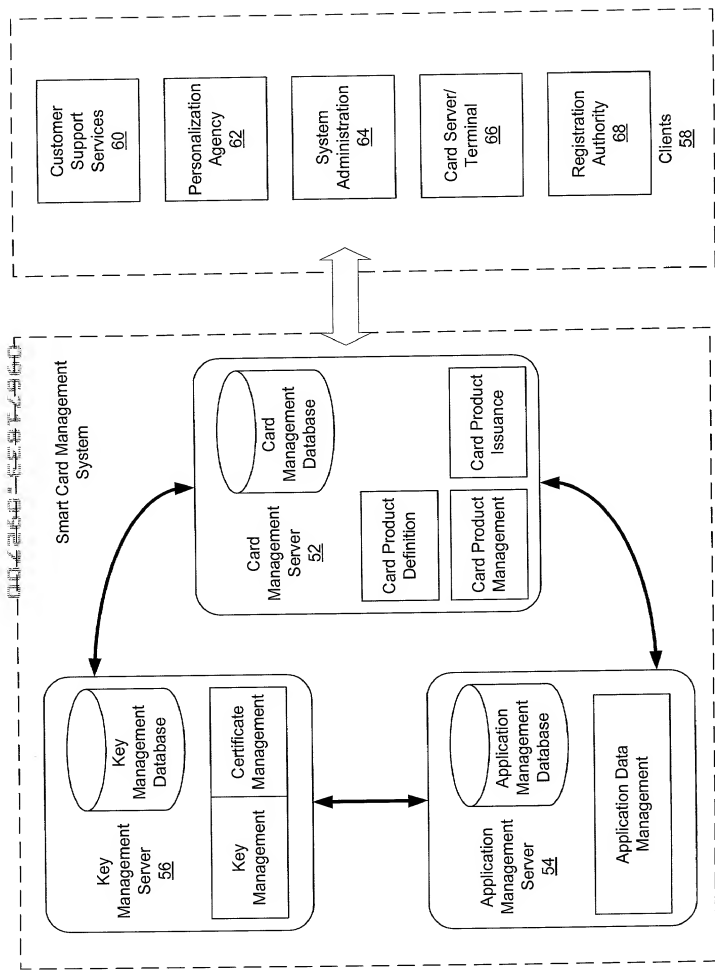 Smart Card Management
System
Key
Management
Server
56
Key
Management
Database
Key
Management
Certificate
Management
Card
Management
Server
52
Card
Management
Database
Card Product
Definition
Card Product
Management
Card Product
Issuance
Application
Management
Server
54
Application
Management
Database
Application Data
Management
Customer
Support
Services
60
Personalization
Agency
62
System
Administration
64
Card Server/
Terminal
66
Registration
Authority
68
Clients
58